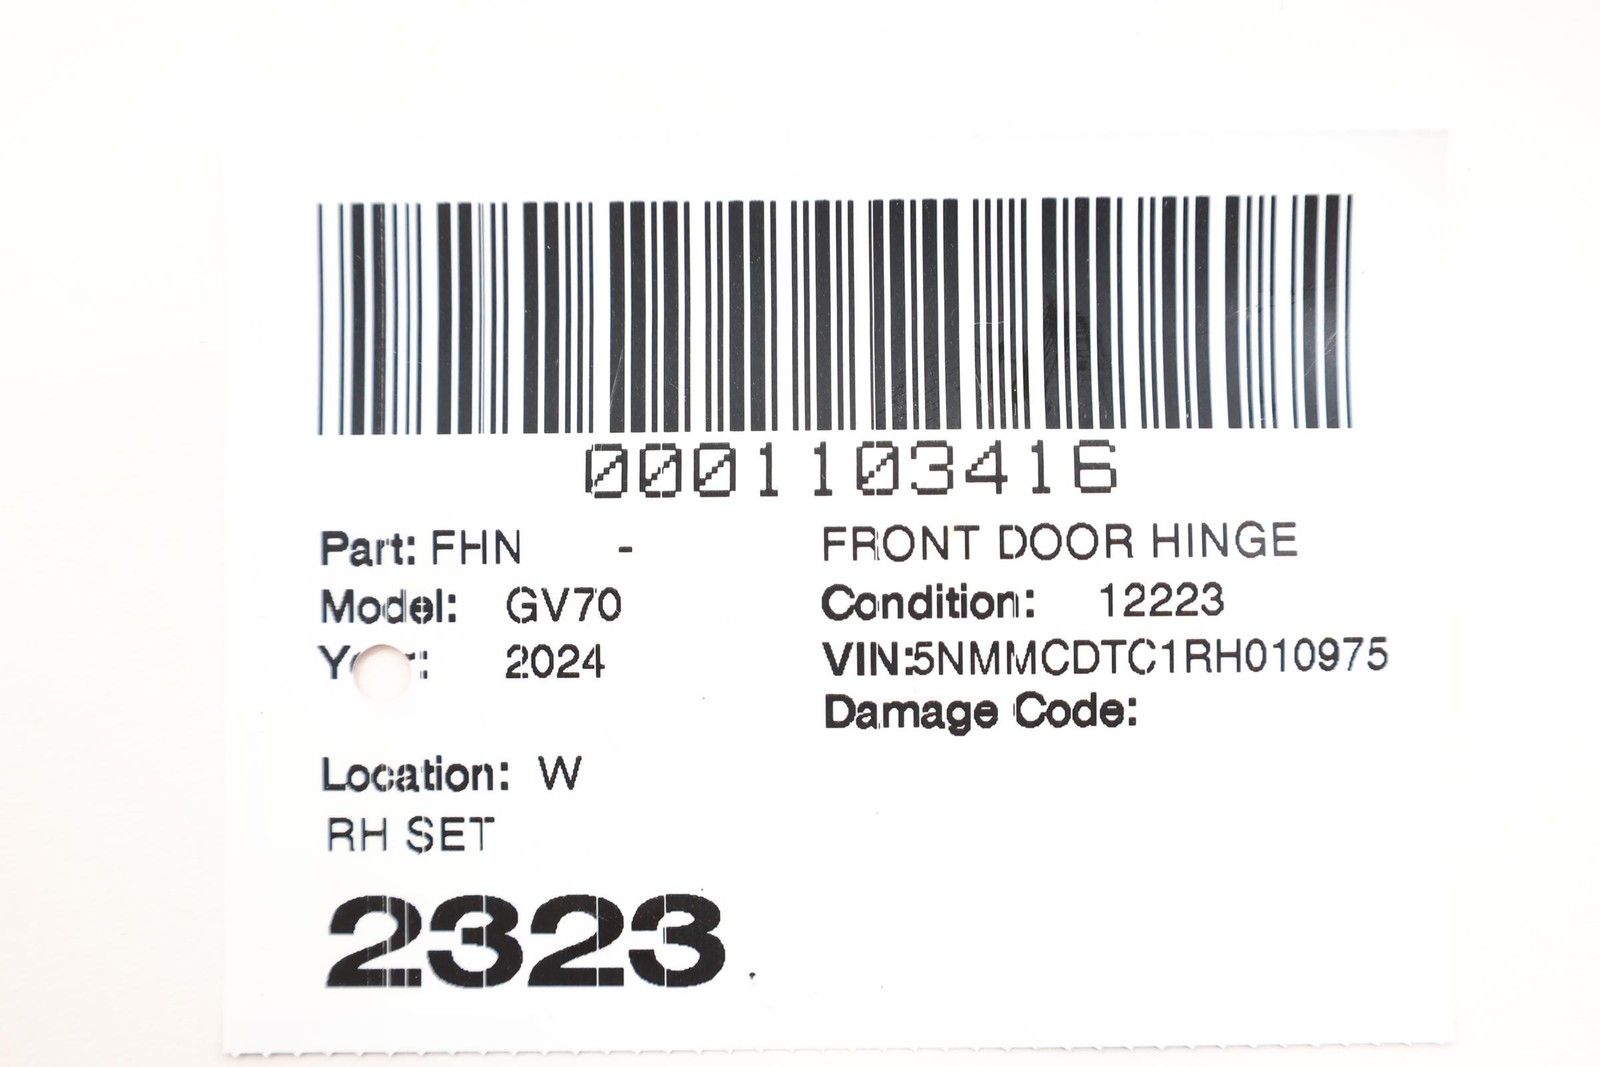 0001103416
Part: FHN - FRONT DOOR HINGE
Model: GV70 Condition: 12223
2024 VIN:5NMMCDTC1RH010975
Damage Code:
Location: W
RH SET
2323